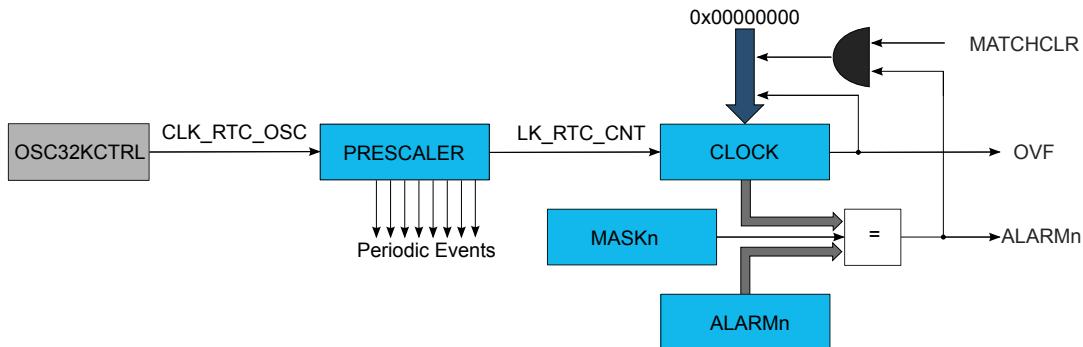 0x00000000
MATCHCLR
CLK_RTC_OSC
LK_RTC_CNT
OSC32KCTRL
PRESCALER
CLOCK
OVF
Periodic Events
MASKn
=
ALARMn
ALARMn